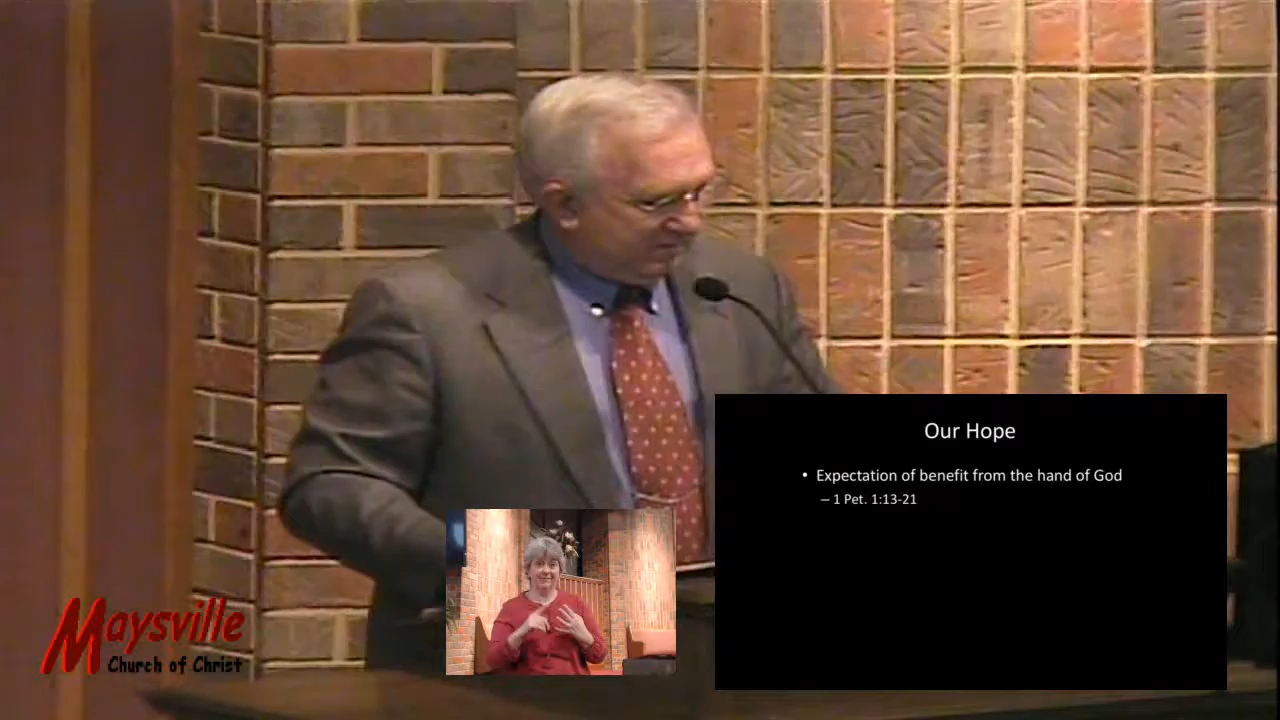 Our Hope
• Expectation of benefit from the hand of God
– 1 Pet. 1:13-21
Maysville
Church of Christ